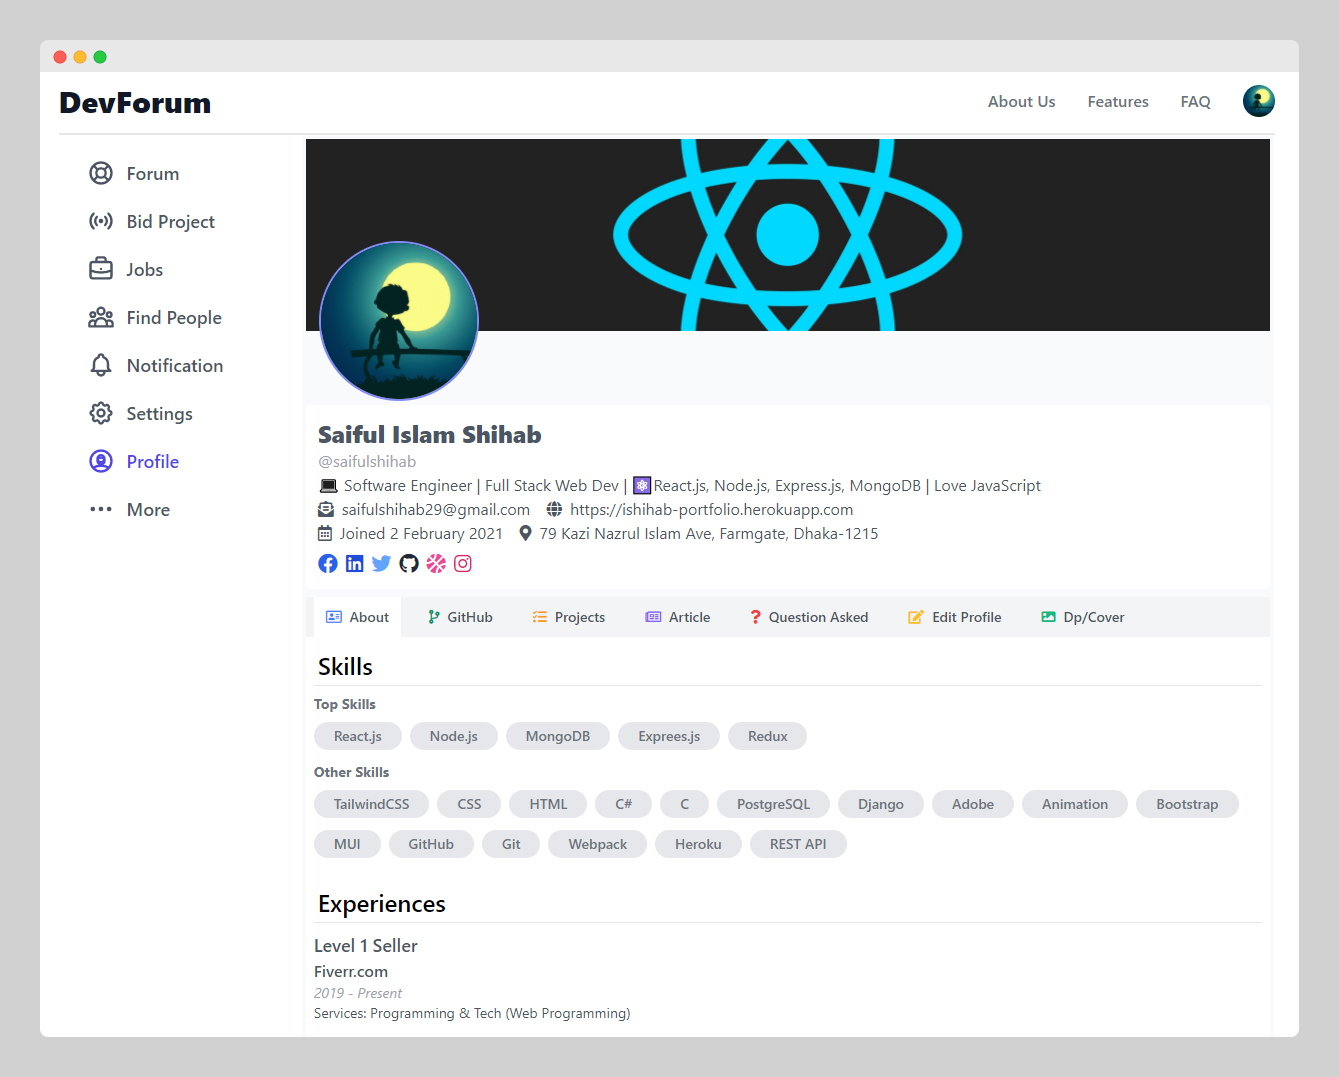 DevForum
About Us Features FAQ
Forum
Bid Project
Jobs
Find People
Notification
Settings
Profile
More
Saiful Islam Shihab
@saifulshihab
Software Engineer | Full Stack Web Dev | React.js, Node.js, Express.js, MongoDB | Love JavaScript
saifulshihab29@gmail.com https://ishihab-portfolio.herokuapp.com
Joined 2 February 2021 79 Kazi Nazrul Islam Ave, Farmgate, Dhaka-1215
About GitHub Projects Article Question Asked Edit Profile Dp/Cover
Skills
Top Skills
React.js Node.js MongoDB Exprees.js Redux
Other Skills
TailwindCSS CSS HTML C# C PostgreSQL Django Adobe Animation Bootstrap
MUI GitHub Git Webpack Heroku REST API
Experiences
Level 1 Seller
Fiverr.com
2019 - Present
Services: Programming & Tech (Web Programming)